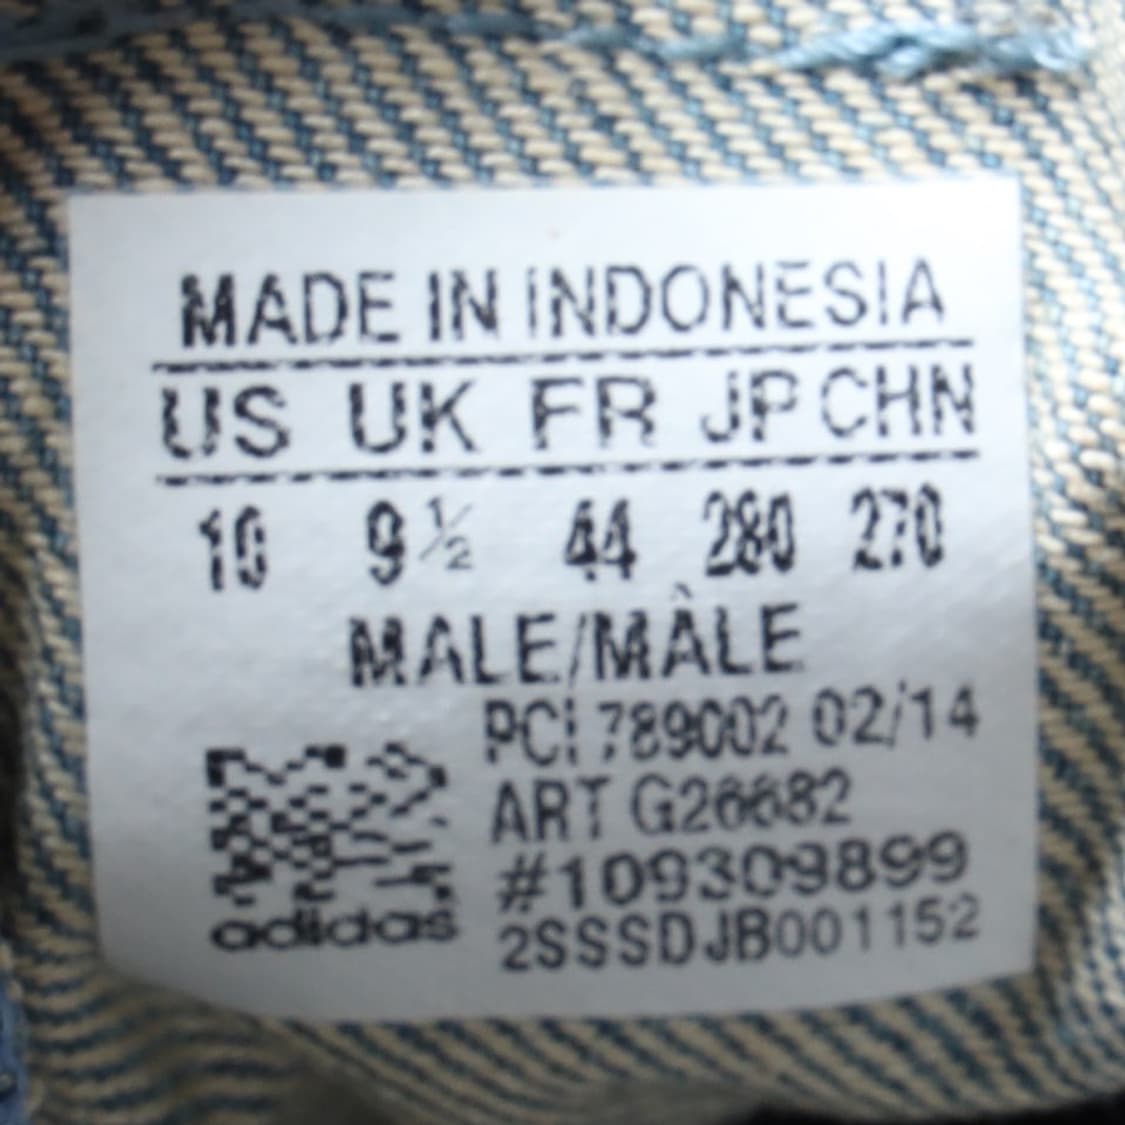 MADE IN INDONESIA
US UK FR JP CHN
10 9½ 44 280 270
MALE/MÂLE
PCI 789002 02/14
ART G26682
#109309899
2SSSDJB001152
adidas